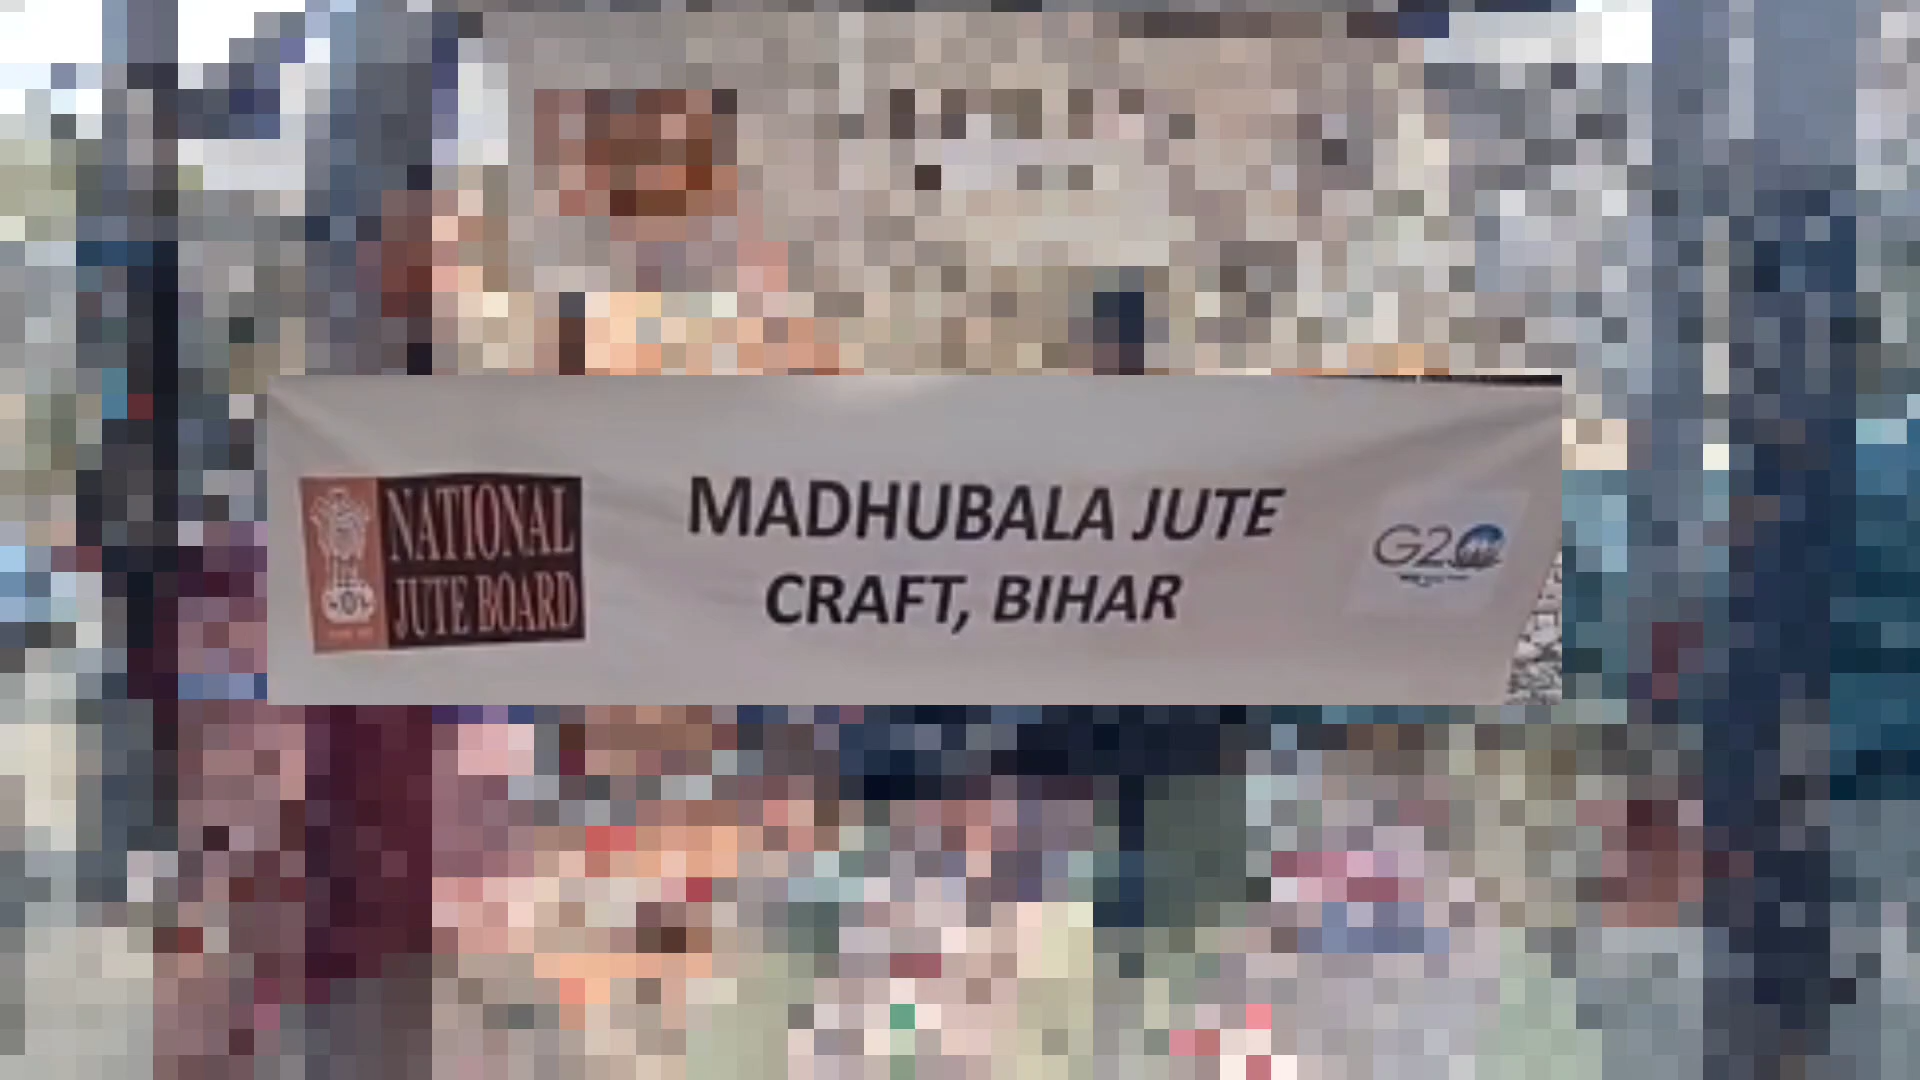 NATIONAL
JUTE BOARD
MADHUBALA JUTE
CRAFT, BIHAR
G20